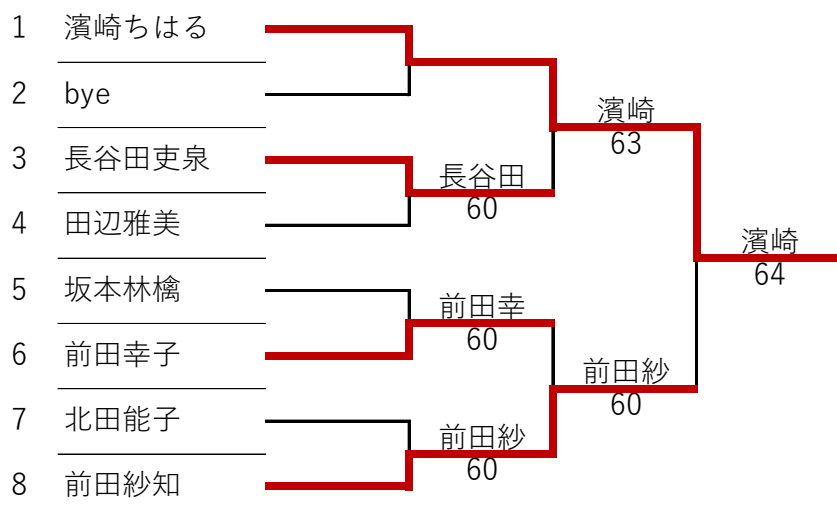 1 濱崎ちはる
2 bye
濱崎
63
3 長谷田吏泉
長谷田
60
4 田辺雅美
濱崎
64
5 坂本林檎
前田幸
60
6 前田幸子
前田紗
60
7 北田能子
前田紗
60
8 前田紗知